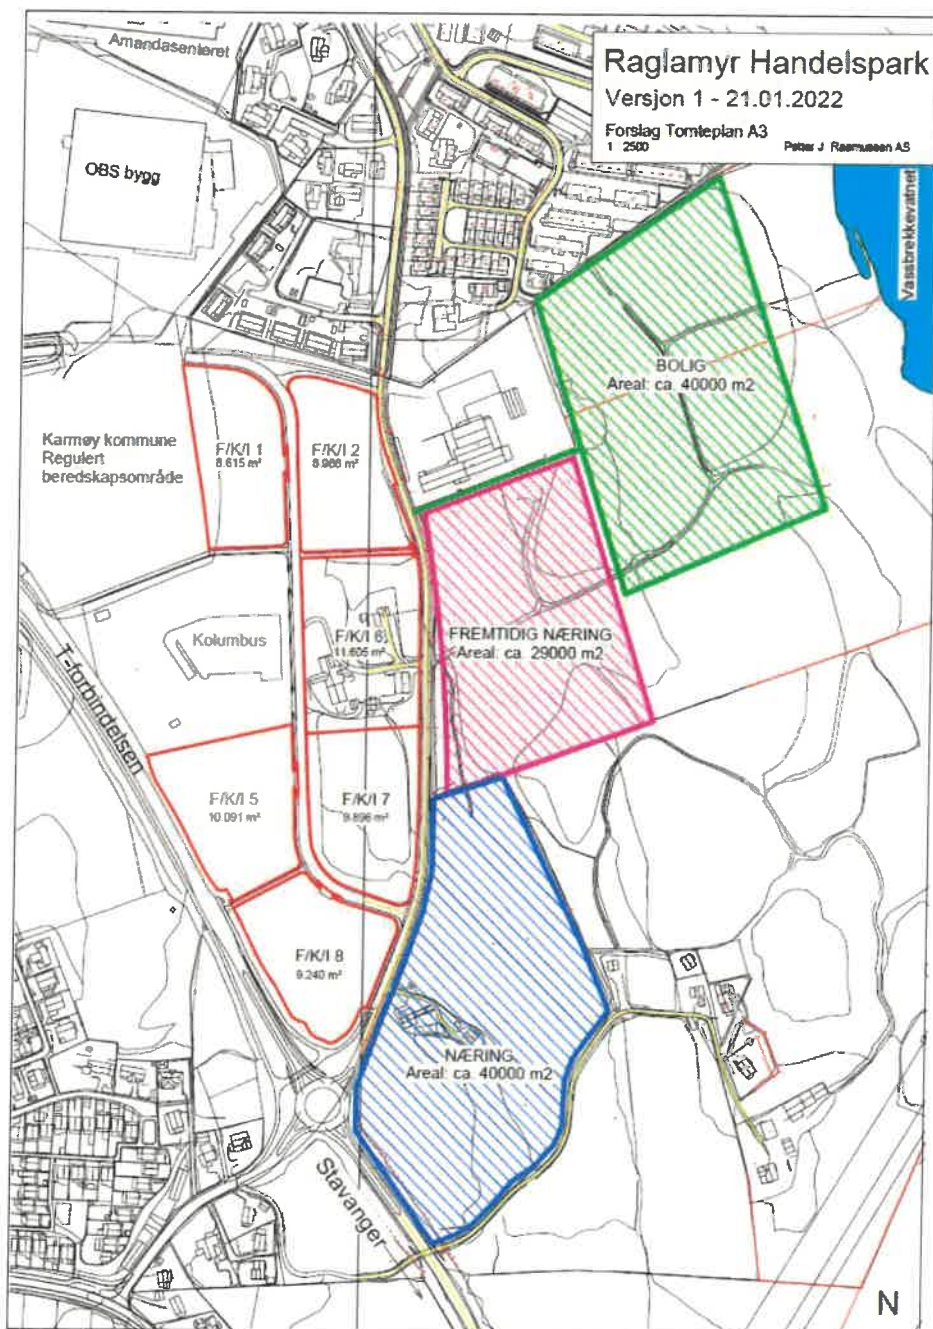 Amandasenteret
Raglamyr Handelspark
Versjon 1 - 21.01.2022
Forslag Tomteplan A3
1 2500
Petter J. Rasmussen AS
OBS bygg
Vassbrekkevatnet
BOLIG
Areal: ca. 40000 m2
Karmøy kommune
Regulert
beredskapsområde
F/K/I 1
8.615 m²
F/K/I 2
8.988 m²
Kolumbus
F/K/I 6
11.605 m²
FREMTIDIG NÆRING
Areal: ca. 29000 m2
T-forbindelsen
F/K/I 5
10.091 m²
F/K/I 7
9.896 m²
F/K/I 8
9.240 m²
NÆRING
Areal: ca. 40000 m2
Stavanger
N